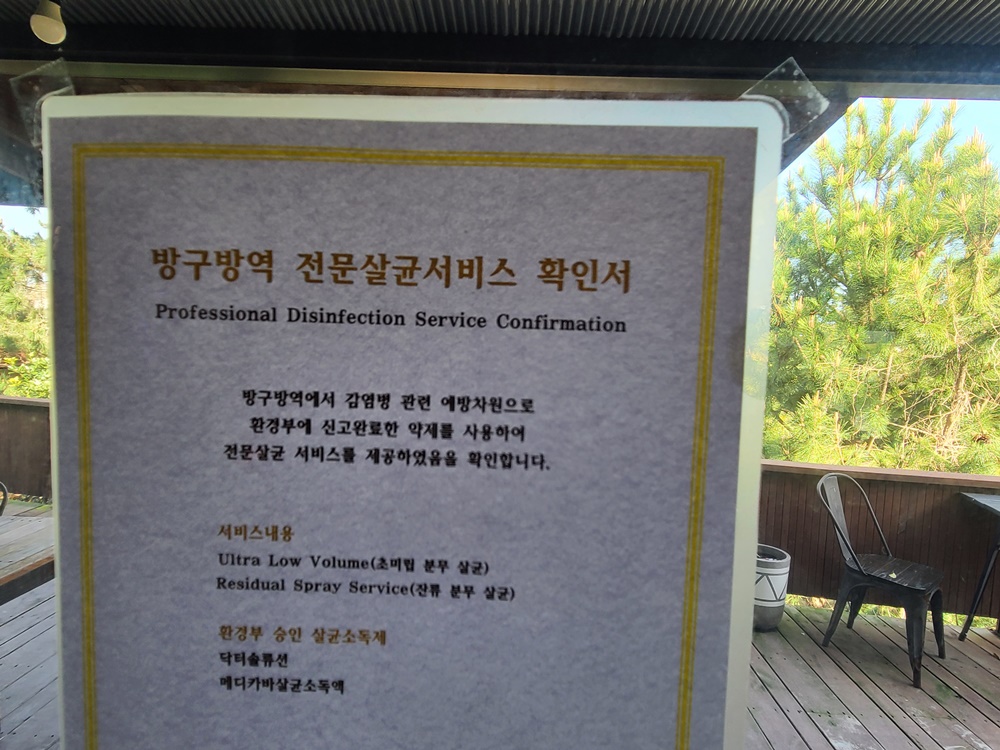 방구방역 전문살균서비스 확인서
Professional Disinfection Service Confirmation
방구방역에서 감염병 관련 예방차원으로
환경부에 신고완료한 약제를 사용하여
전문살균 서비스를 제공하였음을 확인합니다.
서비스내용
Ultra Low Volume(초미립 분무 살균)
Residual Spray Service(잔류 분무 살균)
환경부 승인 살균소독제
닥터솔류션
메디카바살균소독액